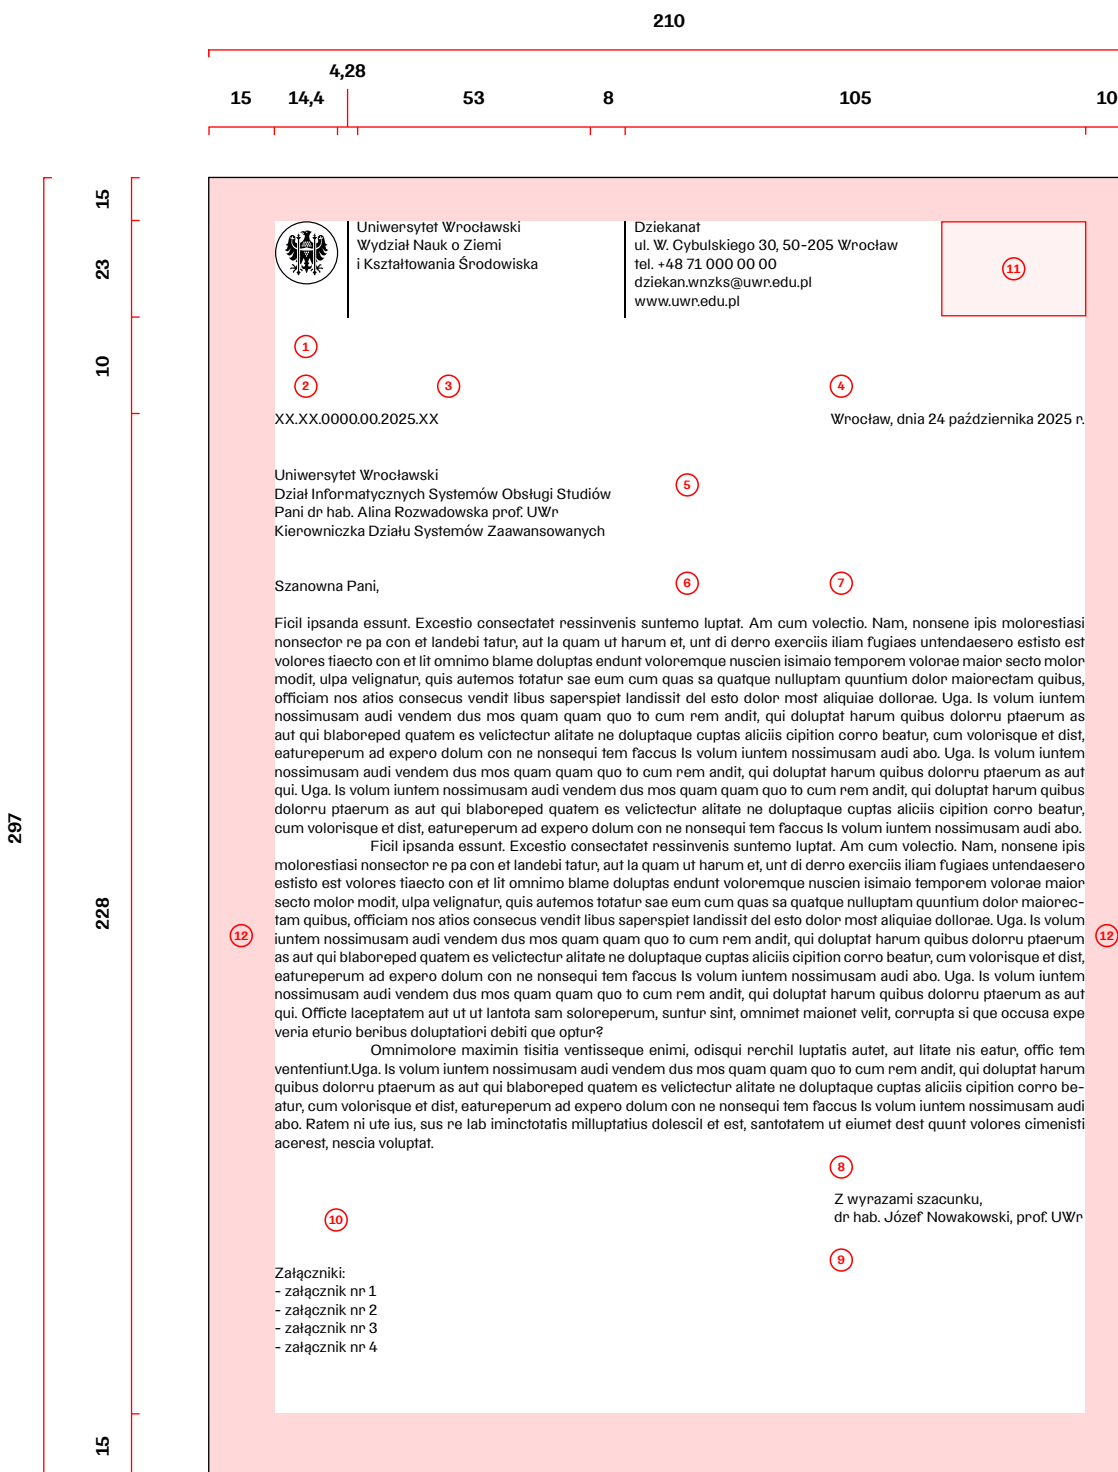 210
4,28
15 14,4 53 8 105 10
15
23
10
297
228
15
Uniwersytet Wrocławski
Wydział Nauk o Ziemi
i Kształtowania Środowiska
Dziekanat
ul. W. Cybulskiego 30, 50-205 Wrocław
tel. +48 71 000 00 00
dziekan.wnzks@uwr.edu.pl
www.uwr.edu.pl
11
1
2 3 4
XX.XX.0000.00.2025.XX Wrocław, dnia 24 października 2025 r.
Uniwersytet Wrocławski
Dział Informatycznych Systemów Obsługi Studiów
Pani dr hab. Alina Rozwadowska prof. UWr
Kierowniczka Działu Systemów Zaawansowanych
5
Szanowna Pani,
6 7
Ficil ipsanda essunt. Excestio consectatet ressinvenis suntemo luptat. Am cum volectio. Nam, nonsene ipis molorestiasi
nonsector re pa con et landebi tatur, aut la quam ut harum et, unt di derro exerciis iliam fugiaes untendaesero estisto est
volores tiaecto con et lit omnimo blame doluptas endunt voloremque nuscien isimaio temporem volorae maior secto molor
modit, ulpa velignatur, quis autemos totatur sae eum cum quas sa quatque nulluptam quuntium dolor maiorectam quibus,
officiam nos atios consecus vendit libus saperspiet landissit del esto dolor most aliquiae dollorae. Uga. Is volum iuntem
nossimusam audi vendem dus mos quam quam quo to cum rem andit, qui doluptat harum quibus dolorru ptaerum as
aut qui blaboreped quatem es velictectur alitate ne doluptaque cuptas aliciis cipition corro beatur, cum volorisque et dist,
eatureperum ad expero dolum con ne nonsequi tem faccus Is volum iuntem nossimusam audi abo. Uga. Is volum iuntem
nossimusam audi vendem dus mos quam quam quo to cum rem andit, qui doluptat harum quibus dolorru ptaerum as aut
qui. Uga. Is volum iuntem nossimusam audi vendem dus mos quam quam quo to cum rem andit, qui doluptat harum quibus
dolorru ptaerum as aut qui blaboreped quatem es velictectur alitate ne doluptaque cuptas aliciis cipition corro beatur,
cum volorisque et dist, eatureperum ad expero dolum con ne nonsequi tem faccus Is volum iuntem nossimusam audi abo.
Ficil ipsanda essunt. Excestio consectatet ressinvenis suntemo luptat. Am cum volectio. Nam, nonsene ipis
molorestiasi nonsector re pa con et landebi tatur, aut la quam ut harum et, unt di derro exerciis iliam fugiaes untendaesero
estisto est volores tiaecto con et lit omnimo blame doluptas endunt voloremque nuscien isimaio temporem volorae maior
secto molor modit, ulpa velignatur, quis autemos totatur sae eum cum quas sa quatque nulluptam quuntium dolor maiorec-
tam quibus, officiam nos atios consecus vendit libus saperspiet landissit del esto dolor most aliquiae dollorae. Uga. Is volum
iuntem nossimusam audi vendem dus mos quam quam quo to cum rem andit, qui doluptat harum quibus dolorru ptaerum
as aut qui blaboreped quatem es velictectur alitate ne doluptaque cuptas aliciis cipition corro beatur, cum volorisque et dist,
eatureperum ad expero dolum con ne nonsequi tem faccus Is volum iuntem nossimusam audi abo. Uga. Is volum iuntem
nossimusam audi vendem dus mos quam quam quo to cum rem andit, qui doluptat harum quibus dolorru ptaerum as aut
qui. Officte laceptatem aut ut ut lantota sam soloreperum, suntur sint, omnimet maionet velit, corrupta si que occusa expe
veria eturio beribus doluptatiori debiti que optur?
Omnimolore maximin tisitia ventisseque enimi, odisqui rerchil luptatis autet, aut litate nis eatur, offic tem
vententiunt.Uga. Is volum iuntem nossimusam audi vendem dus mos quam quam quo to cum rem andit, qui doluptat harum
quibus dolorru ptaerum as aut qui blaboreped quatem es velictectur alitate ne doluptaque cuptas aliciis cipition corro be-
atur, cum volorisque et dist, eatureperum ad expero dolum con ne nonsequi tem faccus Is volum iuntem nossimusam audi
abo. Ratem ni ute ius, sus re lab iminctotatis milluptatius dolescil et est, santotatem ut eiumet dest quunt volores cimenisti
acerest, nescia voluptat.
12 12
8
Z wyrazami szacunku,
dr hab. Józef Nowakowski, prof. UWr
10
9
Załączniki:
- załącznik nr 1
- załącznik nr 2
- załącznik nr 3
- załącznik nr 4